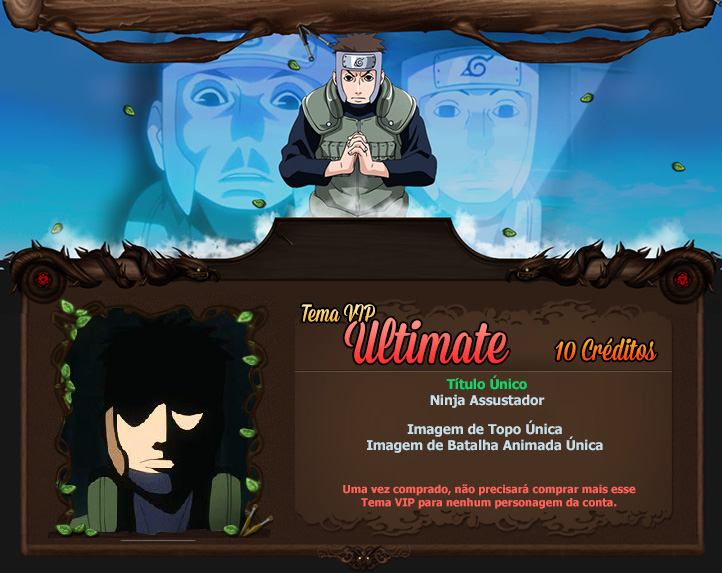 Tema VIP
Ultimate
10 Créditos
Título Único
Ninja Assustador
Imagem de Topo Única
Imagem de Batalha Animada Única
Uma vez comprado, não precisará comprar mais esse
Tema VIP para nenhum personagem da conta.